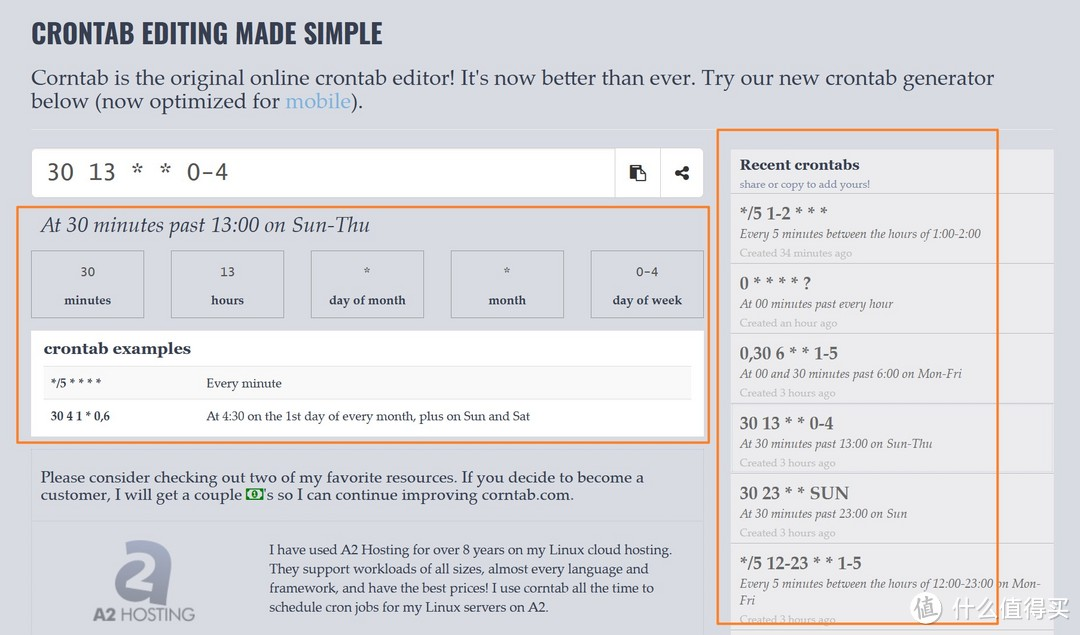 CRONTAB EDITING MADE SIMPLE
Corntab is the original online crontab editor! It's now better than ever. Try our new crontab generator
below (now optimized for mobile).
30 13 * * 0-4
At 30 minutes past 13:00 on Sun-Thu
30
minutes
13
hours
*
day of month
*
month
0-4
day of week
crontab examples
*/5 * * * * Every minute
30 4 1 * 0,6 At 4:30 on the 1st day of every month, plus on Sun and Sat
Please consider checking out two of my favorite resources. If you decide to become a
customer, I will get a couple 💵's so I can continue improving corntab.com.
A2 HOSTING
I have used A2 Hosting for over 8 years on my Linux cloud hosting.
They support workloads of all sizes, almost every language and
framework, and have the best prices! I use corntab all the time to
schedule cron jobs for my Linux servers on A2.
Recent crontabs
share or copy to add yours!
*/5 1-2 * * *
Every 5 minutes between the hours of 1:00-2:00
Created 34 minutes ago
0 * * * * ?
At 00 minutes past every hour
Created an hour ago
0,30 6 * * 1-5
At 00 and 30 minutes past 6:00 on Mon-Fri
Created 3 hours ago
30 13 * * 0-4
At 30 minutes past 13:00 on Sun-Thu
Created 3 hours ago
30 23 * * SUN
At 30 minutes past 23:00 on Sun
Created 3 hours ago
*/5 12-23 * * 1-5
Every 5 minutes between the hours of 12:00-23:00 on Mon-
Fri
Created 3 hours ago
值 什么值得买